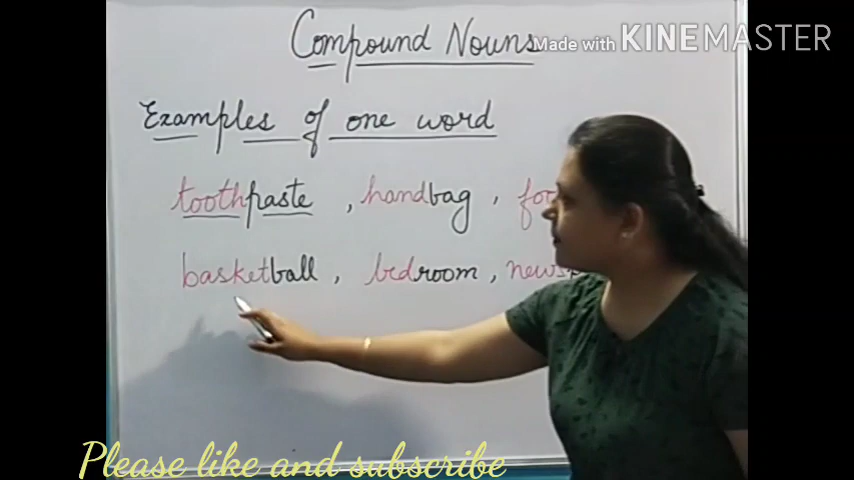 Compound Nouns
Made with KINEMASTER
Examples of one word
toothpaste , handbag ,
basketball , bedroom ,
Please like and subscribe